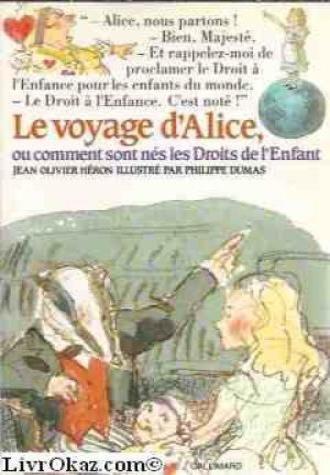 “— Alice, nous partons !
— Bien, Majesté.
— Et rappelez-moi de
proclamer le Droit à
l'Enfance pour les enfants du monde.
— Le Droit à l'Enfance. C'est noté !”
Le voyage d'Alice,
ou comment sont nés les Droits de l'Enfant
JEAN-OLIVIER HÉRON ILLUSTRÉ PAR PHILIPPE DUMAS
/ GALLIMARD
©LivrOkaz.com©